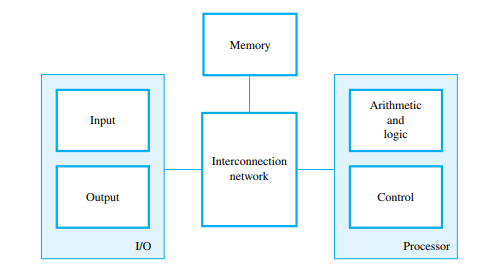 Memory
Input
Output
I/O
Interconnection
network
Arithmetic
and
logic
Control
Processor